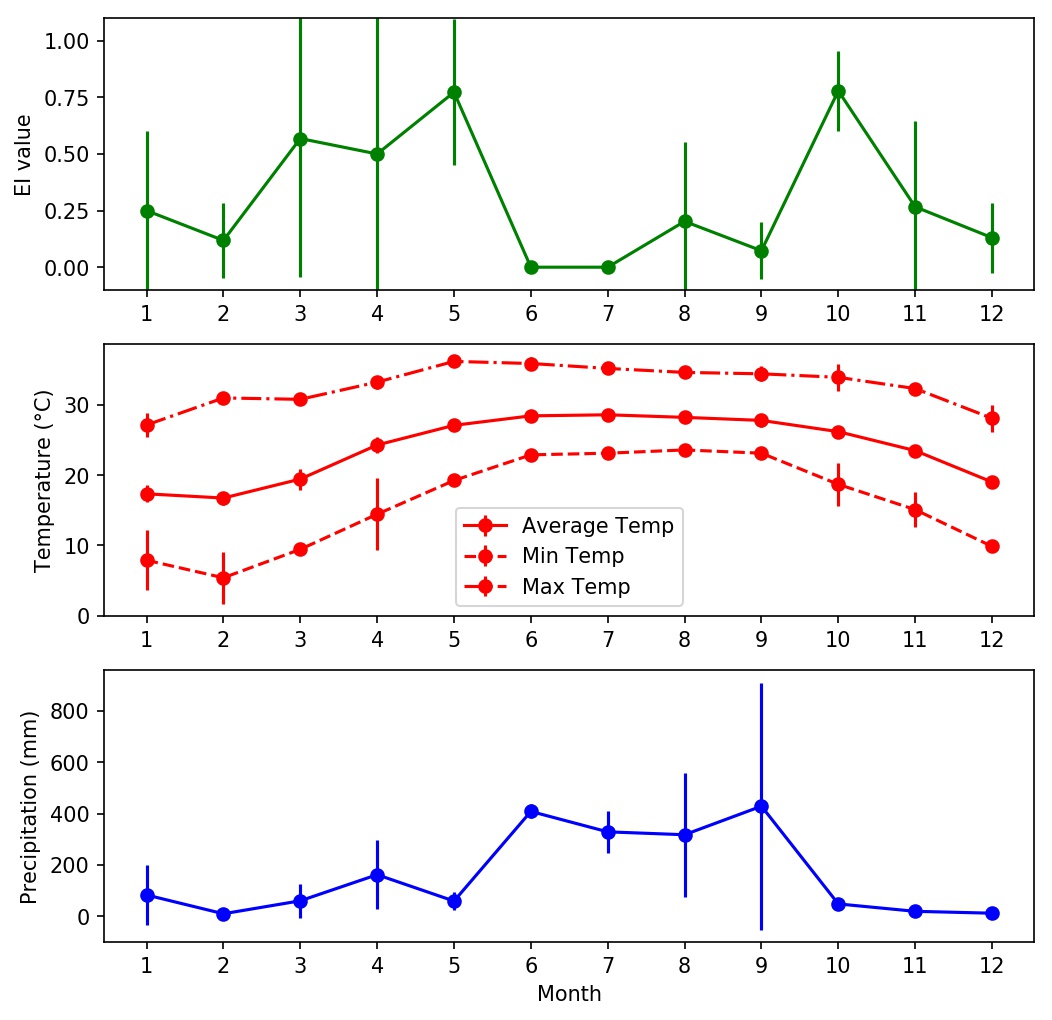 EI value
1.00
0.75
0.50
0.25
0.00
1 2 3 4 5 6 7 8 9 10 11 12
Temperature (°C)
30
20
10
0
Average Temp
Min Temp
Max Temp
1 2 3 4 5 6 7 8 9 10 11 12
Precipitation (mm)
800
600
400
200
0
1 2 3 4 5 6 7 8 9 10 11 12
Month